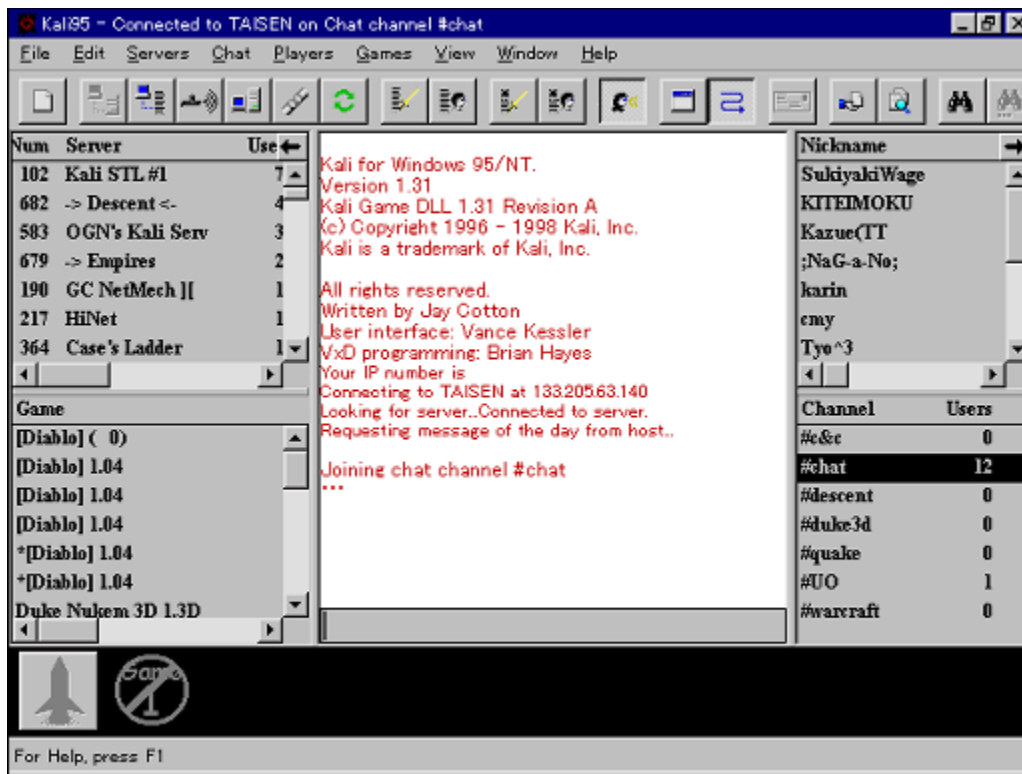 Kali95 - Connected to TAISEN on Chat channel #chat
File Edit Servers Chat Players Games View Window Help
Num Server Use
102 Kali STL #1 7
682 -> Descent <- 4
583 OGN's Kali Serv 3
679 -> Empires 2
190 GC NetMech ][ 1
217 HiNet 1
364 Case's Ladder 1
Game
[Diablo] ( 0)
[Diablo] 1.04
[Diablo] 1.04
[Diablo] 1.04
*[Diablo] 1.04
*[Diablo] 1.04
Duke Nukem 3D 1.3D
Kali for Windows 95/NT.
Version 1.31
Kali Game DLL 1.31 Revision A
(c) Copyright 1996 - 1998 Kali, Inc.
Kali is a trademark of Kali, Inc.
All rights reserved.
Written by Jay Cotton
User interface: Vance Kessler
VxD programming: Brian Hayes
Your IP number is
Connecting to TAISEN at 133.205.63.140
Looking for server..Connected to server.
Requesting message of the day from host..
Joining chat channel #chat
...
Nickname
SukiyakiWage
KITEIMOKU
Kazue(TT
;NaG-a-No;
karin
emy
Tyo^3
Channel Users
#c&c 0
#chat 12
#descent 0
#duke3d 0
#quake 0
#UO 1
#warcraft 0
Game
1
For Help, press F1